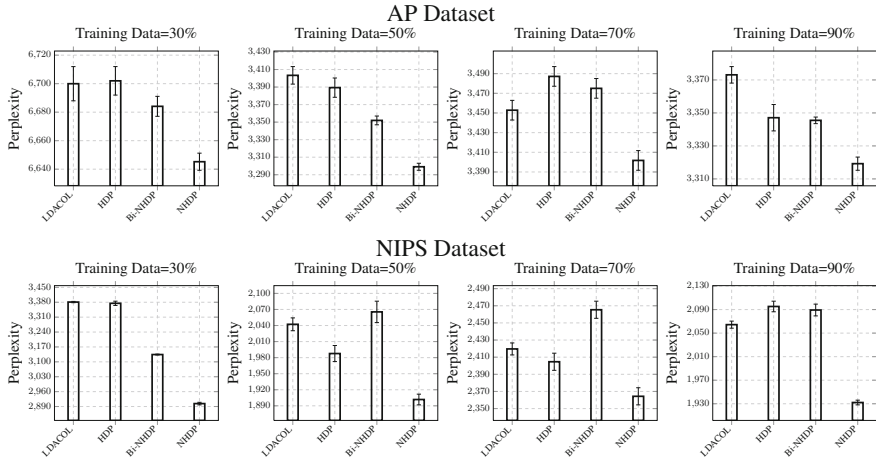 AP Dataset
Training Data=30%
Perplexity
6,720
6,700
6,680
6,660
6,640
LDACOL
HDP
Bi-NHDP
NHDP
Training Data=50%
Perplexity
3,430
3,410
3,390
3,370
3,350
3,330
3,310
3,290
LDACOL
HDP
Bi-NHDP
NHDP
Training Data=70%
Perplexity
3,490
3,470
3,450
3,430
3,410
3,390
LDACOL
HDP
Bi-NHDP
NHDP
Training Data=90%
Perplexity
3,370
3,350
3,330
3,310
LDACOL
HDP
Bi-NHDP
NHDP
NIPS Dataset
Training Data=30%
Perplexity
3,450
3,380
3,310
3,240
3,170
3,100
3,030
2,960
2,890
LDACOL
HDP
Bi-NHDP
NHDP
Training Data=50%
Perplexity
2,100
2,070
2,040
2,010
1,980
1,950
1,920
1,890
LDACOL
HDP
Bi-NHDP
NHDP
Training Data=70%
Perplexity
2,490
2,470
2,450
2,430
2,410
2,390
2,370
2,350
LDACOL
HDP
Bi-NHDP
NHDP
Training Data=90%
Perplexity
2,130
2,090
2,050
2,010
1,970
1,930
LDACOL
HDP
Bi-NHDP
NHDP